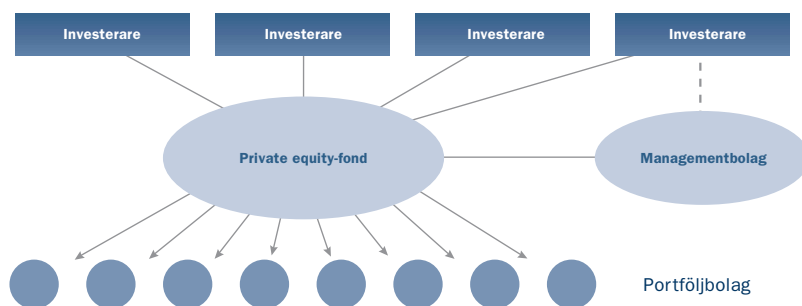 Investerare
Investerare
Investerare
Investerare
Private equity-fond
Managementbolag
Portföljbolag